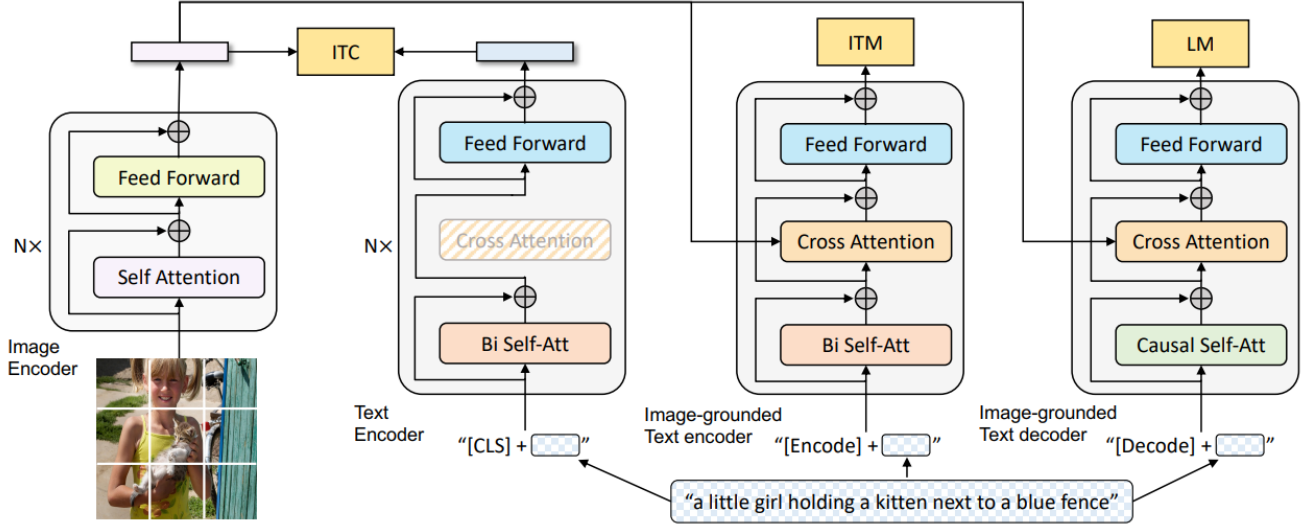 ITC
ITM
LM
Feed Forward
Self Attention
N×
Image
Encoder
Feed Forward
Cross Attention
Bi Self-Att
N×
Text
Encoder
"[CLS] + "
Feed Forward
Cross Attention
Bi Self-Att
Image-grounded
Text encoder
"[Encode] + "
Feed Forward
Cross Attention
Causal Self-Att
Image-grounded
Text decoder
"[Decode] + "
"a little girl holding a kitten next to a blue fence"